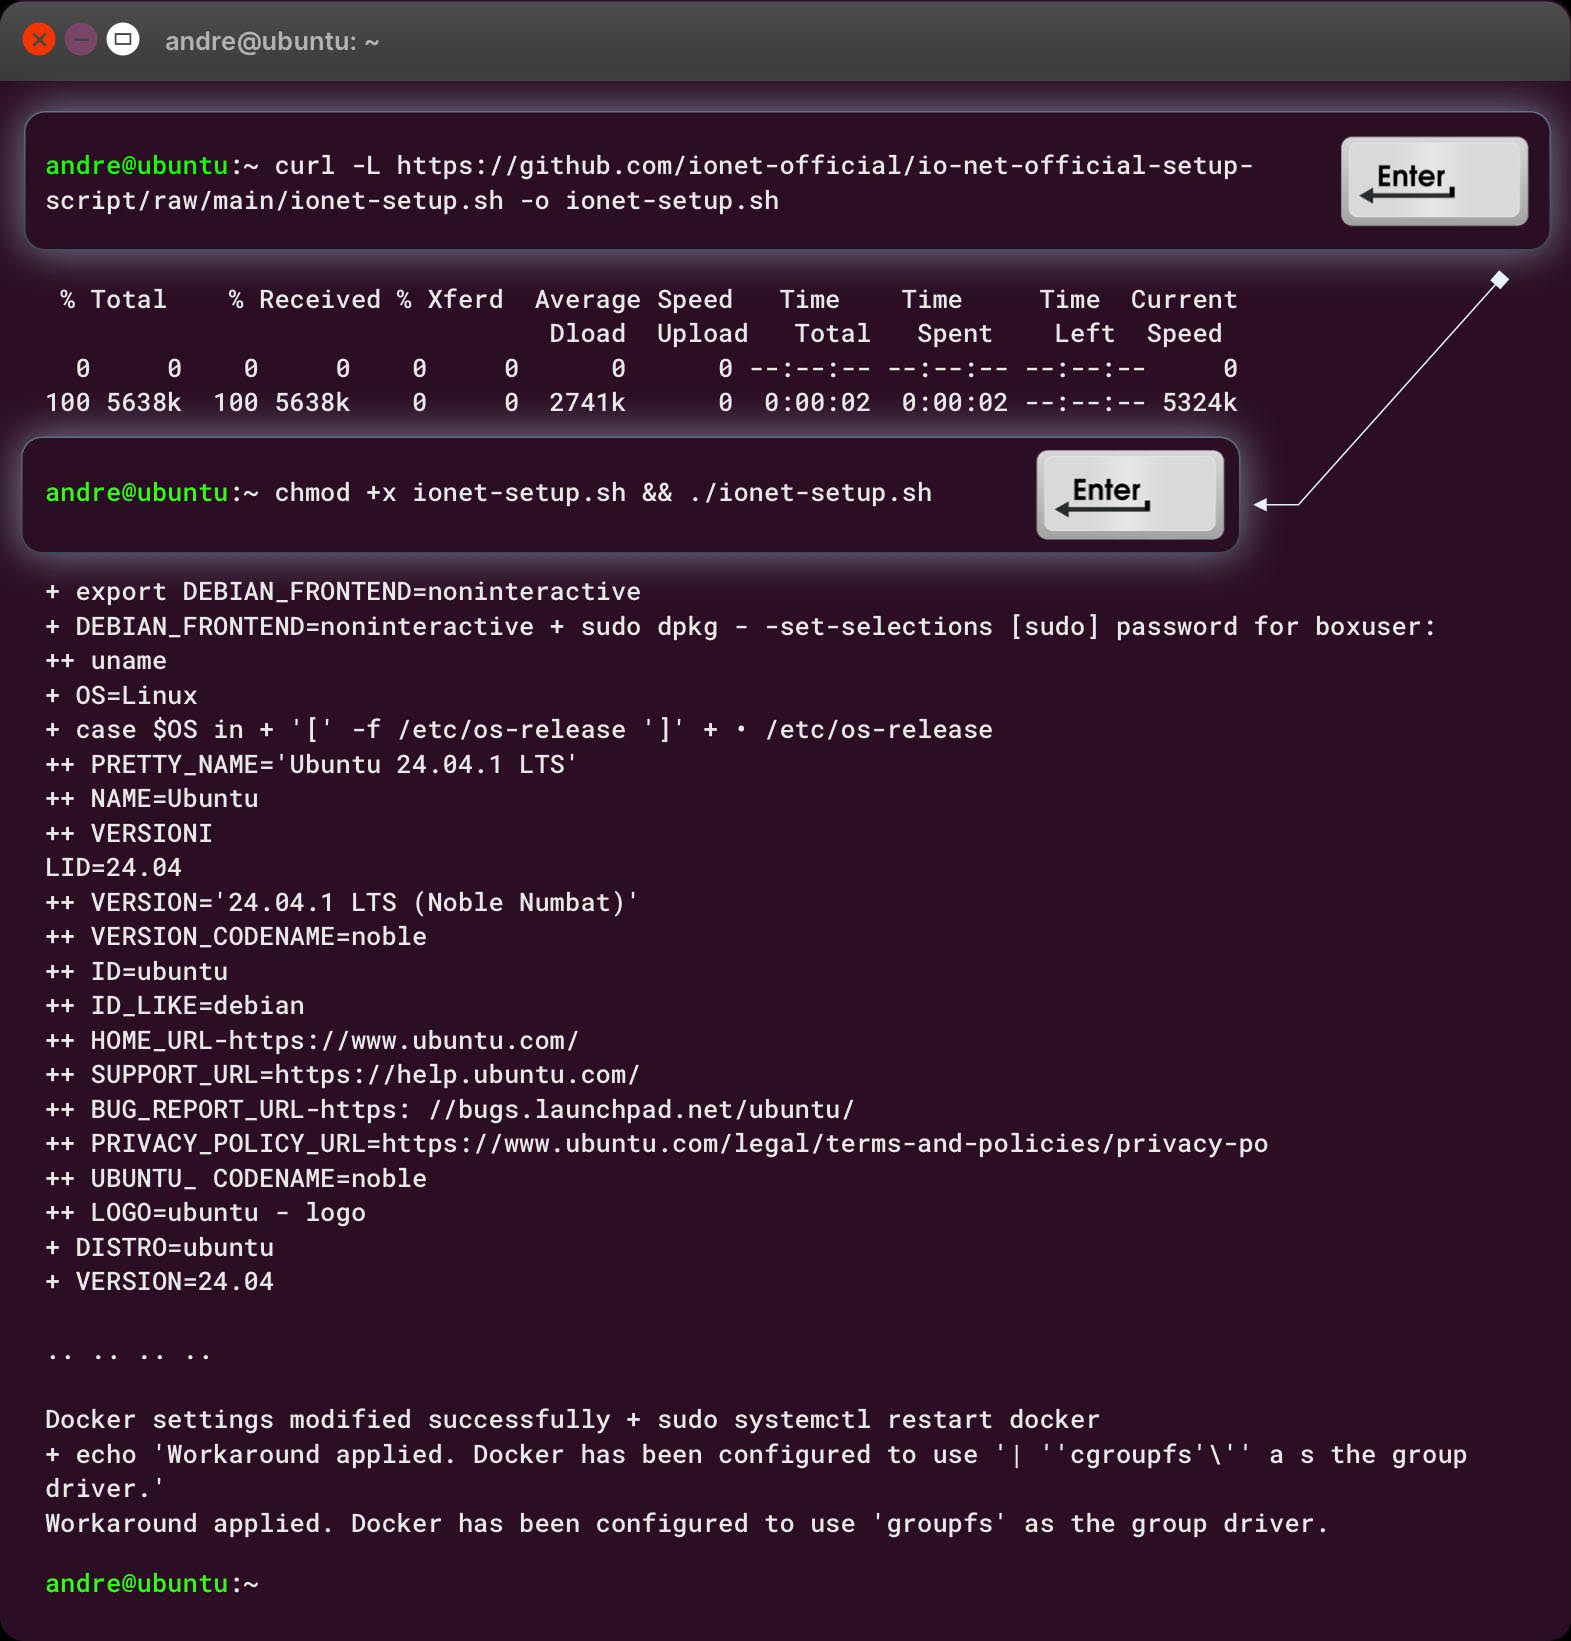 andre@ubuntu: ~
andre@ubuntu:~ curl -L https://github.com/ionet-official/io-net-official-setup-
script/raw/main/ionet-setup.sh -o ionet-setup.sh
Enter
% Total % Received % Xferd Average Speed Time Time Time Current
Dload Upload Total Spent Left Speed
0 0 0 0 0 0 0 0 --:--:-- --:--:-- --:--:-- 0
100 5638k 100 5638k 0 0 2741k 0 0:00:02 0:00:02 --:--:-- 5324k
andre@ubuntu:~ chmod +x ionet-setup.sh && ./ionet-setup.sh
Enter
+ export DEBIAN_FRONTEND=noninteractive
+ DEBIAN_FRONTEND=noninteractive + sudo dpkg - -set-selections [sudo] password for boxuser:
++ uname
+ OS=Linux
+ case $OS in + '[' -f /etc/os-release ']' + • /etc/os-release
++ PRETTY_NAME='Ubuntu 24.04.1 LTS'
++ NAME=Ubuntu
++ VERSIONI
LID=24.04
++ VERSION='24.04.1 LTS (Noble Numbat)'
++ VERSION_CODENAME=noble
++ ID=ubuntu
++ ID_LIKE=debian
++ HOME_URL-https://www.ubuntu.com/
++ SUPPORT_URL=https://help.ubuntu.com/
++ BUG_REPORT_URL-https: //bugs.launchpad.net/ubuntu/
++ PRIVACY_POLICY_URL=https://www.ubuntu.com/legal/terms-and-policies/privacy-po
++ UBUNTU_ CODENAME=noble
++ LOGO=ubuntu - logo
+ DISTRO=ubuntu
+ VERSION=24.04
.. .. .. ..
Docker settings modified successfully + sudo systemctl restart docker
+ echo 'Workaround applied. Docker has been configured to use '| ''cgroupfs'\'' a s the group
driver.'
Workaround applied. Docker has been configured to use 'groupfs' as the group driver.
andre@ubuntu:~